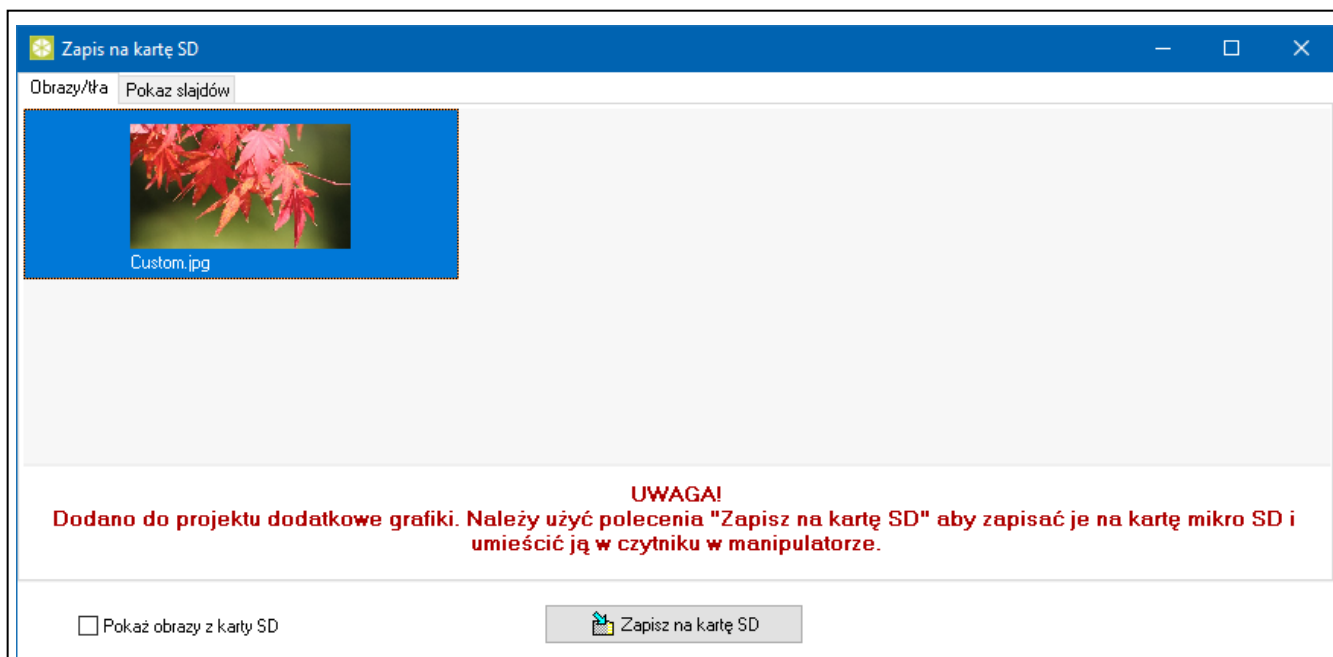 Zapis na kartę SD
Obrazy/tła
Pokaz slajdów
Custom.jpg
UWAGA!
Dodano do projektu dodatkowe grafiki. Należy użyć polecenia "Zapisz na kartę SD" aby zapisać je na kartę mikro SD i
umieścić ją w czytniku w manipulatorze.
Pokaż obrazy z karty SD
Zapisz na kartę SD